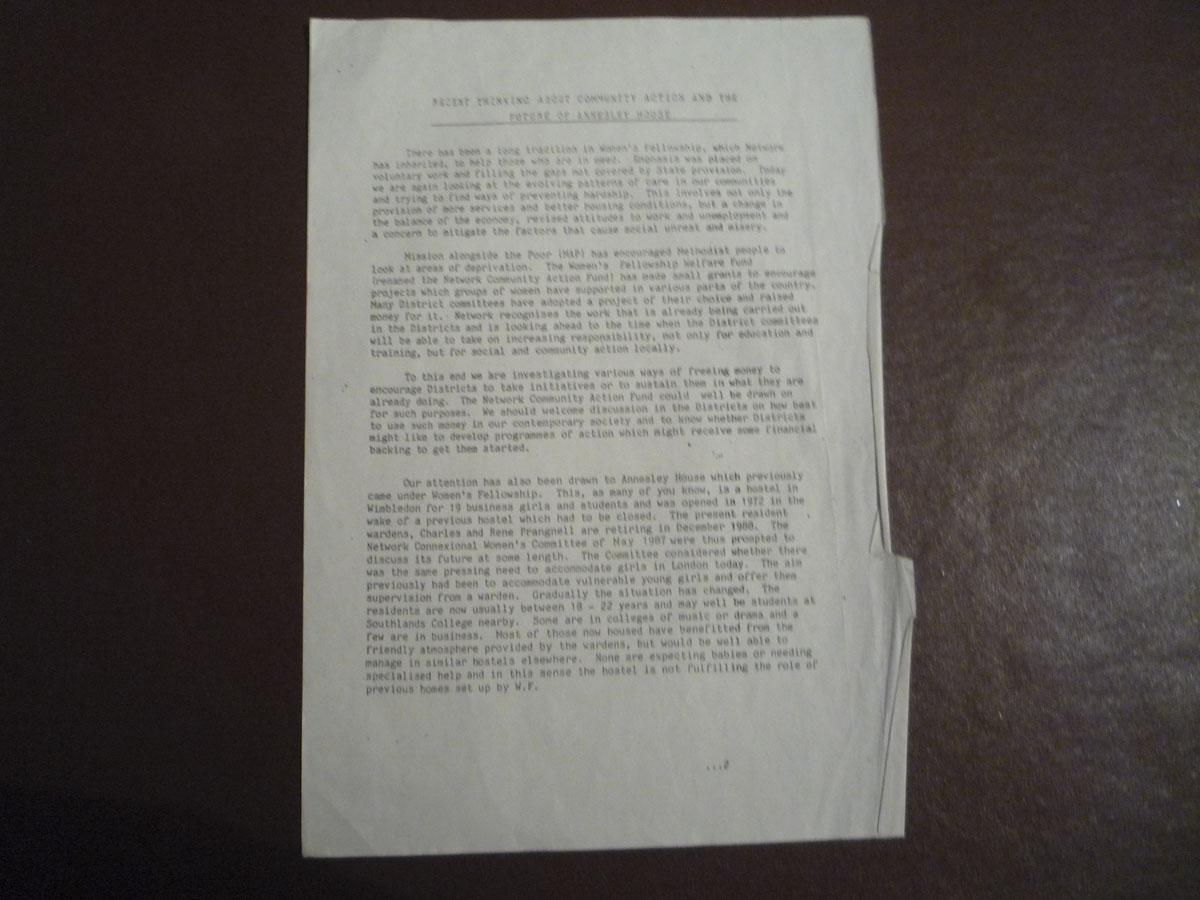 RECENT THINKING ABOUT COMMUNITY ACTION AND THE
FUTURE OF ANNESLEY HOUSE
There has been a long tradition in Women's Fellowship, which Network
has inherited, to help those who are in need. Emphasis was placed on
voluntary work and filling the gaps not covered by State provision. Today
we are again looking at the evolving patterns of care in our communities
and trying to find ways of preventing hardship. This involves not only the
provision of more services and better housing conditions, but a change in
the balance of the economy, revised attitudes to work and unemployment and
a concern to mitigate the factors that cause social unrest and misery.
Mission alongside the Poor (MAP) has encouraged Methodist people to
look at areas of deprivation. The Women's Fellowship Welfare Fund
(renamed the Network Community Action Fund) has made small grants to encourage
projects which groups of women have supported in various parts of the country.
Many District committees have adopted a project of their choice and raised
money for it. Network recognises the work that is already being carried out
in the Districts and is looking ahead to the time when the District committees
will be able to take on increasing responsibility, not only for education and
training, but for social and community action locally.
To this end we are investigating various ways of freeing money to
encourage Districts to take initiatives or to sustain them in what they are
already doing. The Network Community Action Fund could well be drawn on
for such purposes. We should welcome discussion in the Districts on how best
to use such money in our contemporary society and to know whether Districts
might like to develop programmes of action which might receive some financial
backing to get them started.
Our attention has also been drawn to Annesley House which previously
came under Women's Fellowship. This, as many of you know, is a hostel in
Wimbledon for 19 business girls and students and was opened in 1972 in the
wake of a previous hostel which had to be closed. The present resident
wardens, Charles and Rene Prangnell are retiring in December 1988. The
Network Connexional Women's Committee of May 1987 were thus prompted to
discuss its future at some length. The Committee considered whether there
was the same pressing need to accommodate girls in London today. The aim
previously had been to accommodate vulnerable young girls and offer them
supervision from a warden. Gradually the situation has changed. The
residents are now usually between 18 - 22 years and may well be students at
Southlands College nearby. Some are in colleges of music or drama and a
few are in business. Most of those now housed have benefitted from the
friendly atmosphere provided by the wardens, but would be well able to
manage in similar hostels elsewhere. None are expecting babies or needing
specialised help and in this sense the hostel is not fulfilling the role of
previous homes set up by W.F.
...2